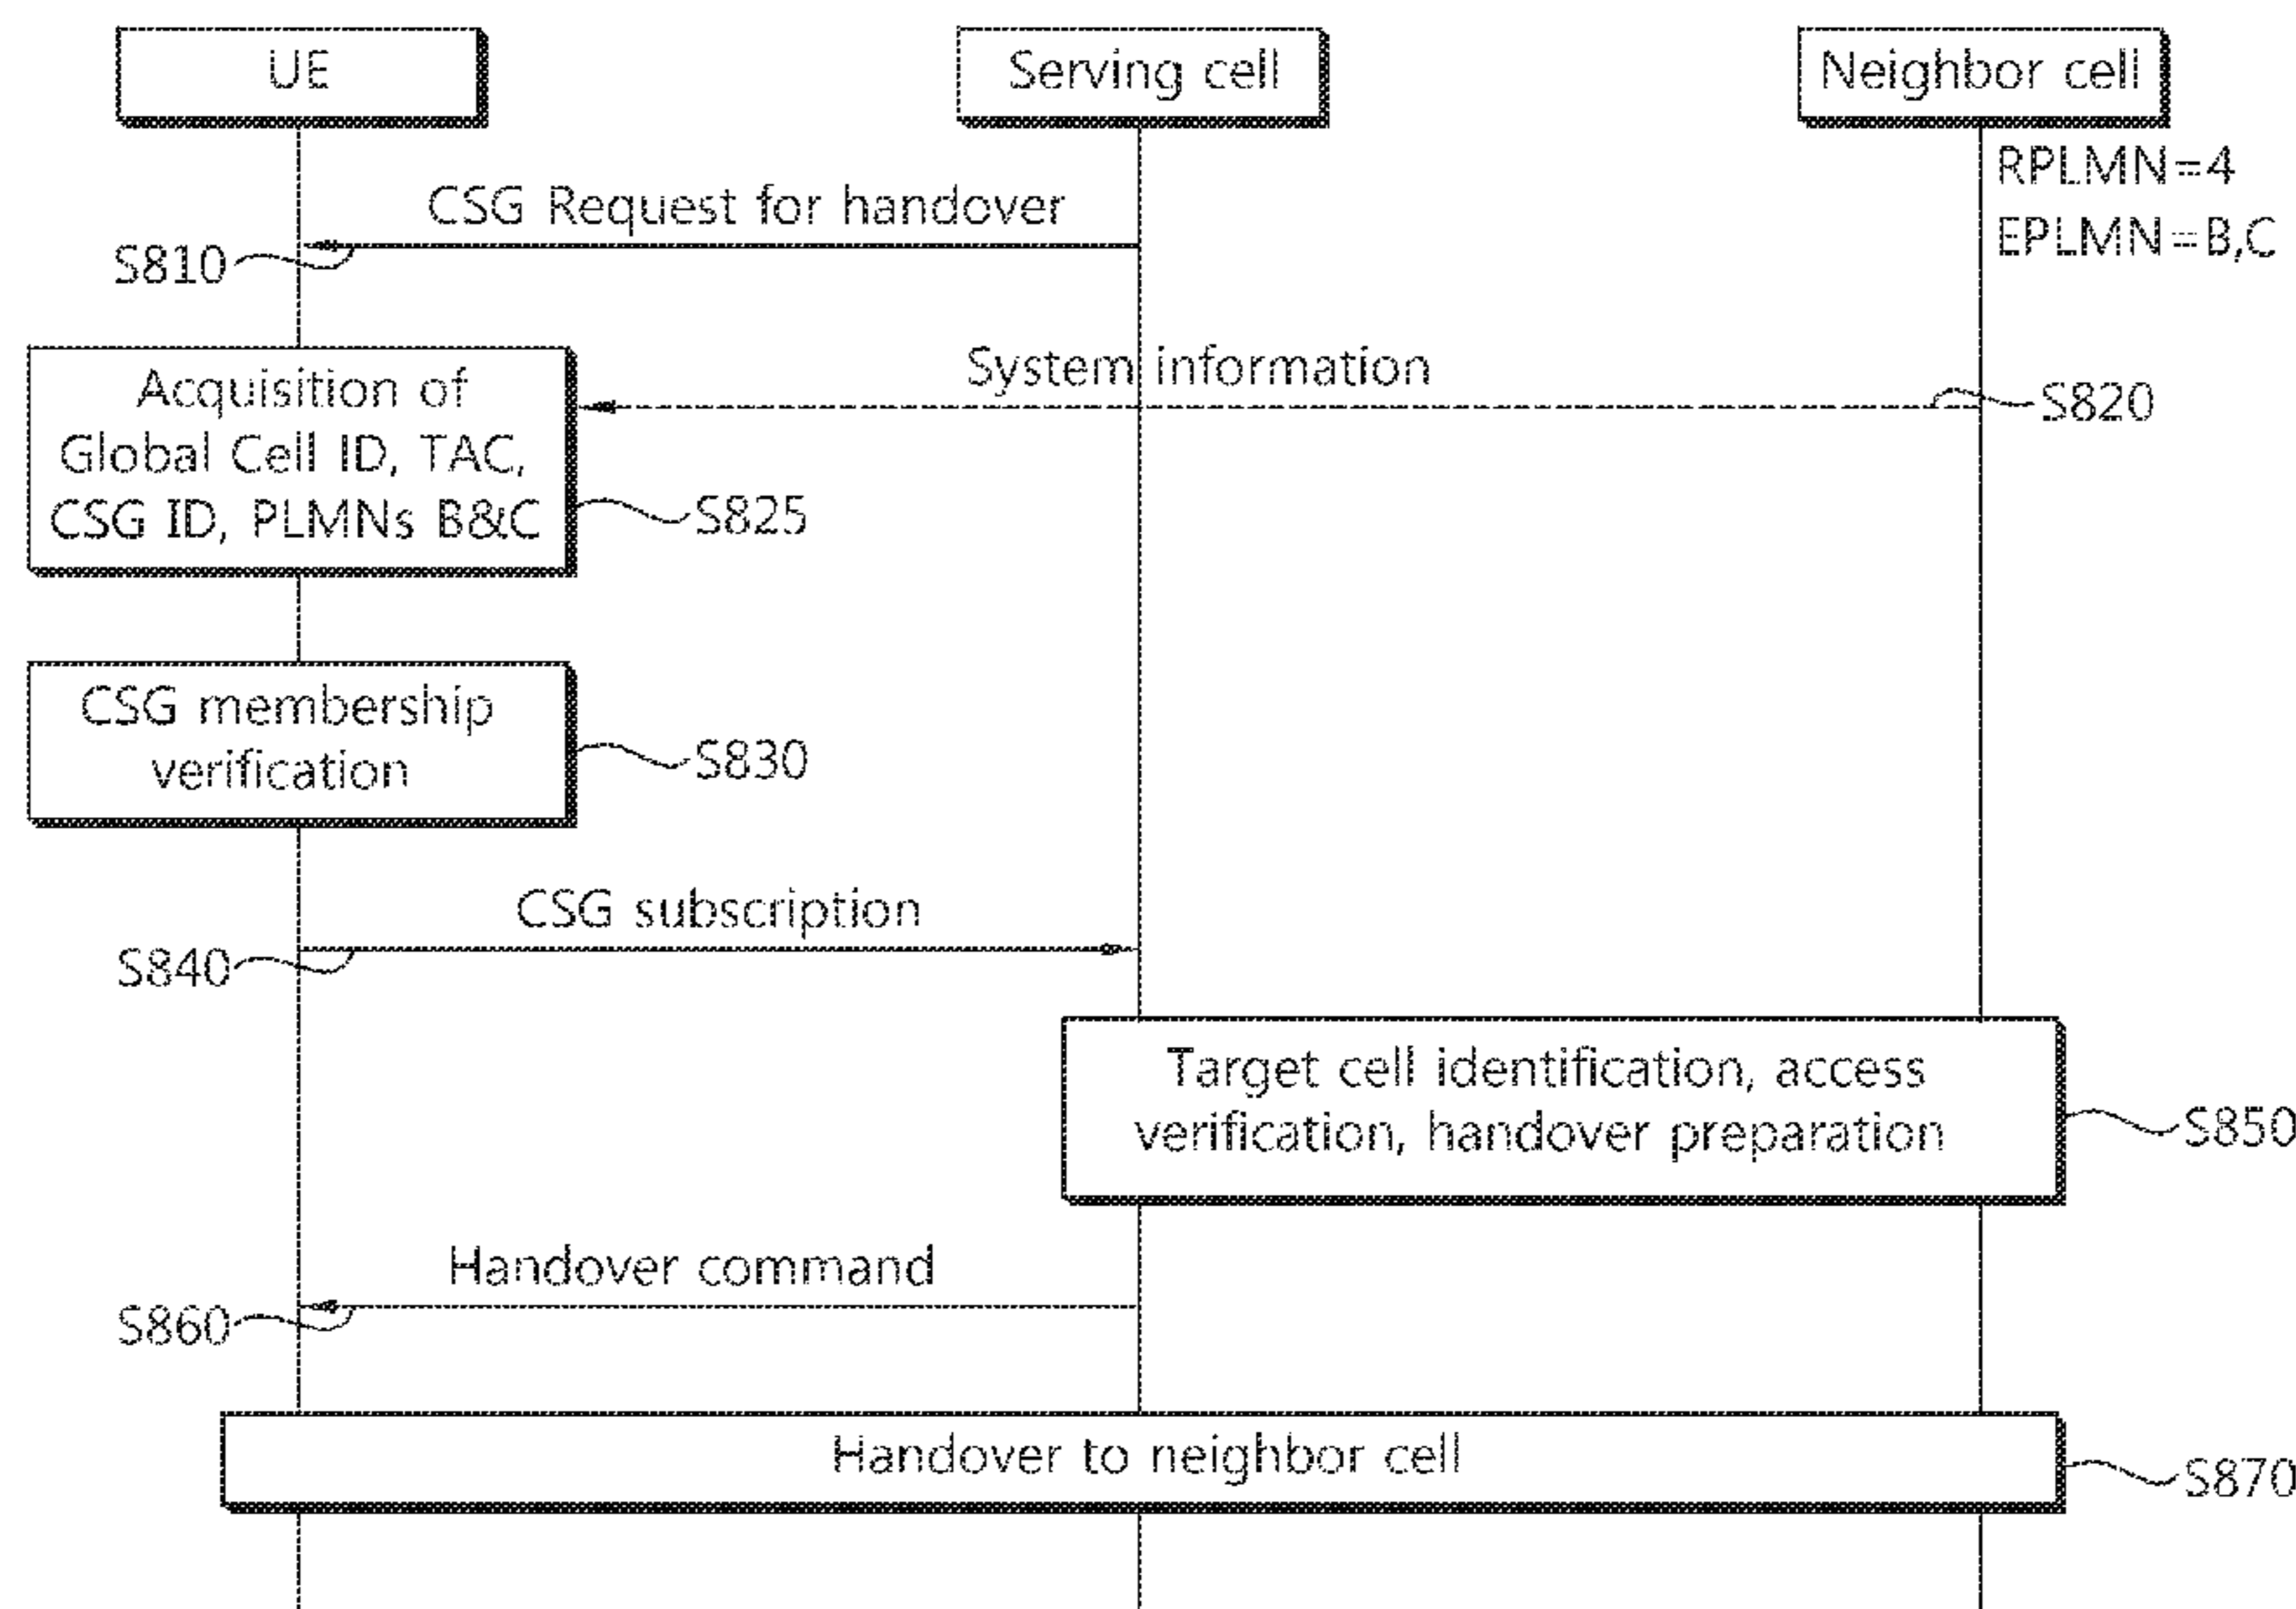 UE
Serving cell
Neighbor cell
RPLMN=4
EPLMN=B,C
CSG Request for handover
S810
System information
S820
Acquisition of
Global Cell ID, TAC,
CSG ID, PLMNs B&C
S825
CSG membership
verification
S830
CSG subscription
S840
Target cell identification, access
verification, handover preparation
S850
Handover command
S860
Handover to neighbor cell
S870